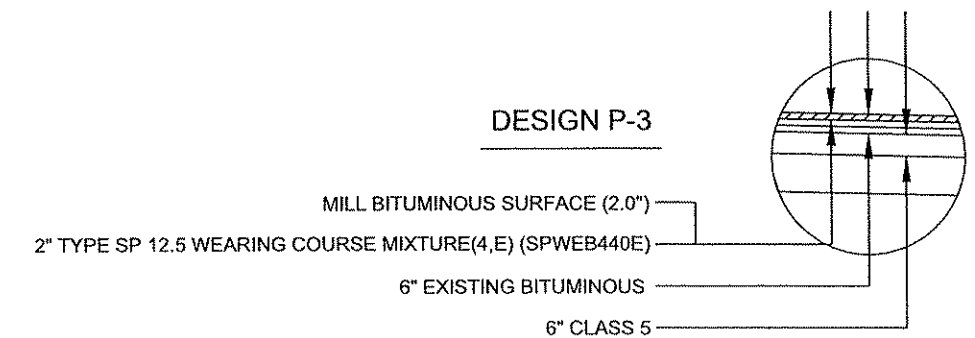 DESIGN P-3
MILL BITUMINOUS SURFACE (2.0")
2" TYPE SP 12.5 WEARING COURSE MIXTURE(4,E) (SPWEB440E)
6" EXISTING BITUMINOUS
6" CLASS 5